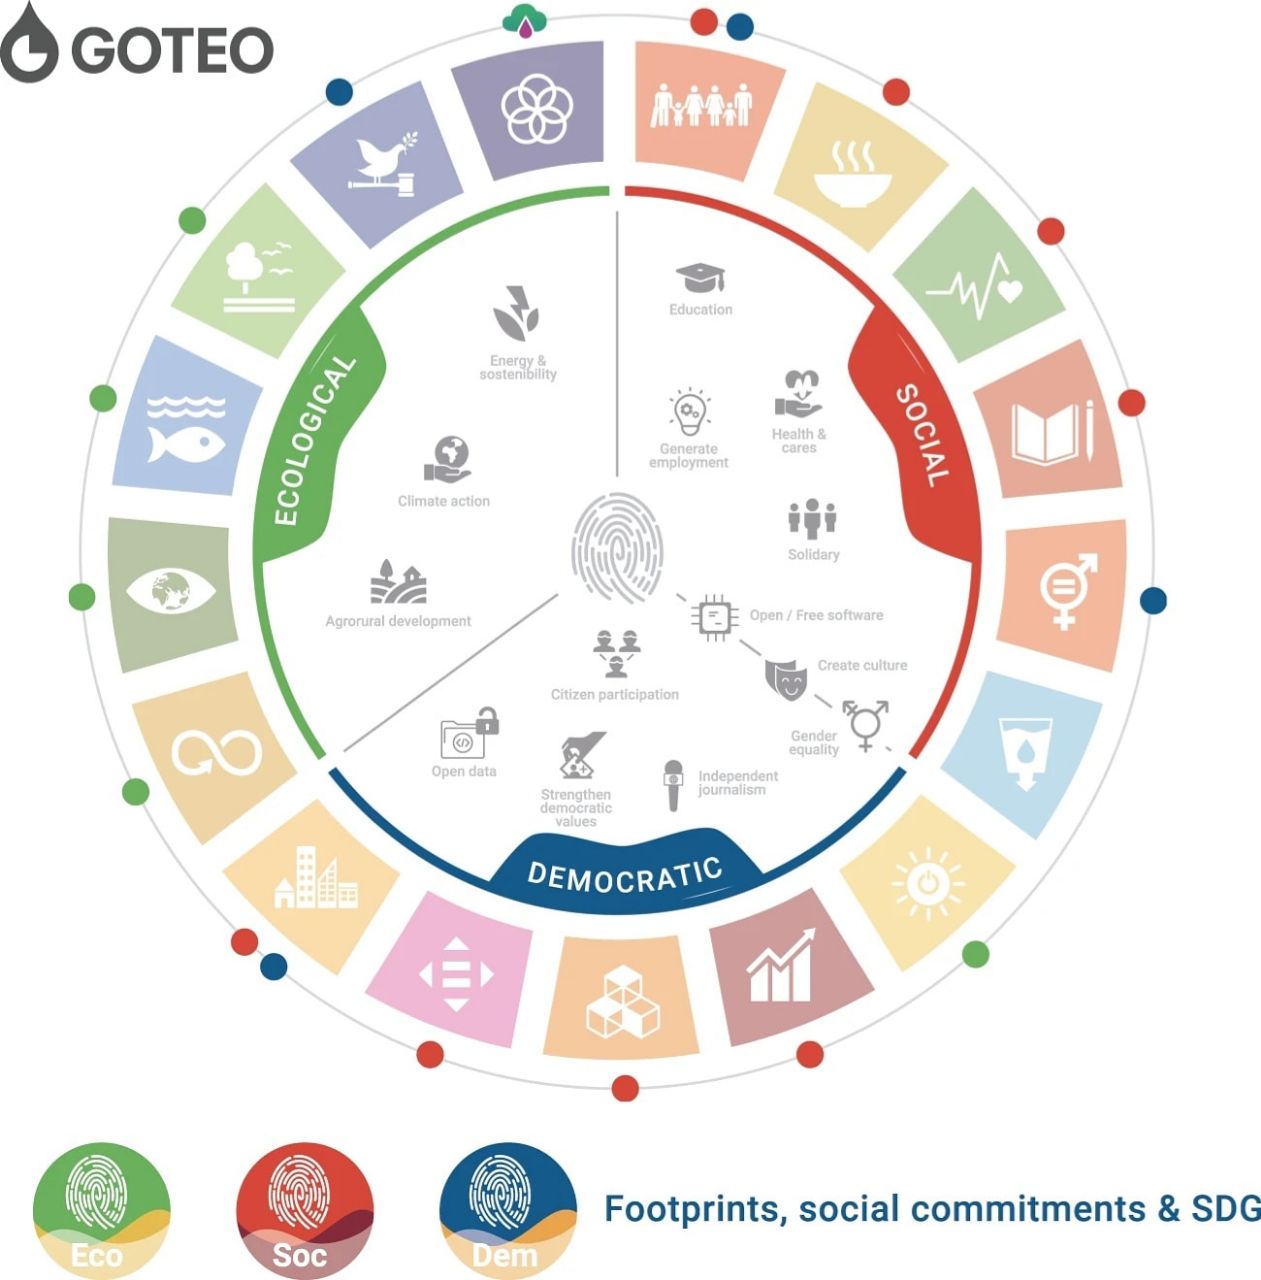 GOTEO
Education
Energy &
sostenibility
Generate
employment
Health &
cares
ECOLOGICAL
SOCIAL
Climate action
Solidary
Agrorural development
Open / Free software
Create culture
Citizen participation
Gender
equality
Open data
Strengthen
democratic
values
Independent
journalism
DEMOCRATIC
Eco
Soc
Dem
Footprints, social commitments & SDG